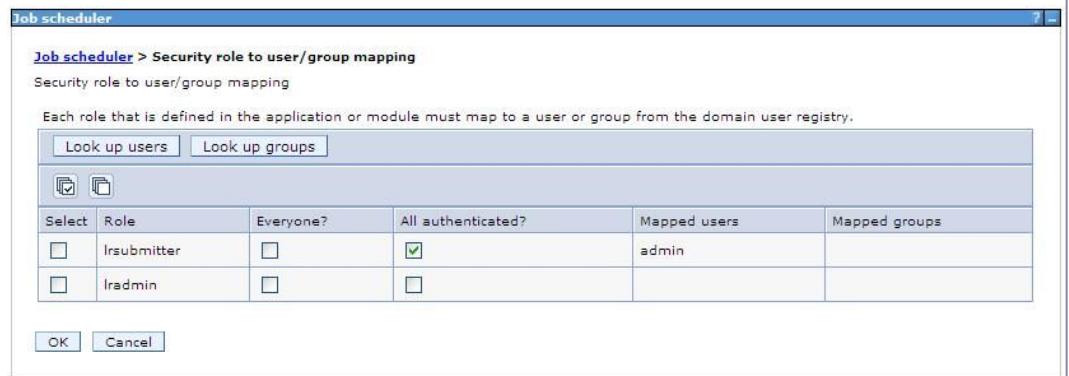 Job scheduler ? -
Job scheduler > Security role to user/group mapping
Security role to user/group mapping
Each role that is defined in the application or module must map to a user or group from the domain user registry.
Look up users Look up groups
Select Role Everyone? All authenticated? Mapped users Mapped groups
lrsubmitter admin
lradmin
OK Cancel